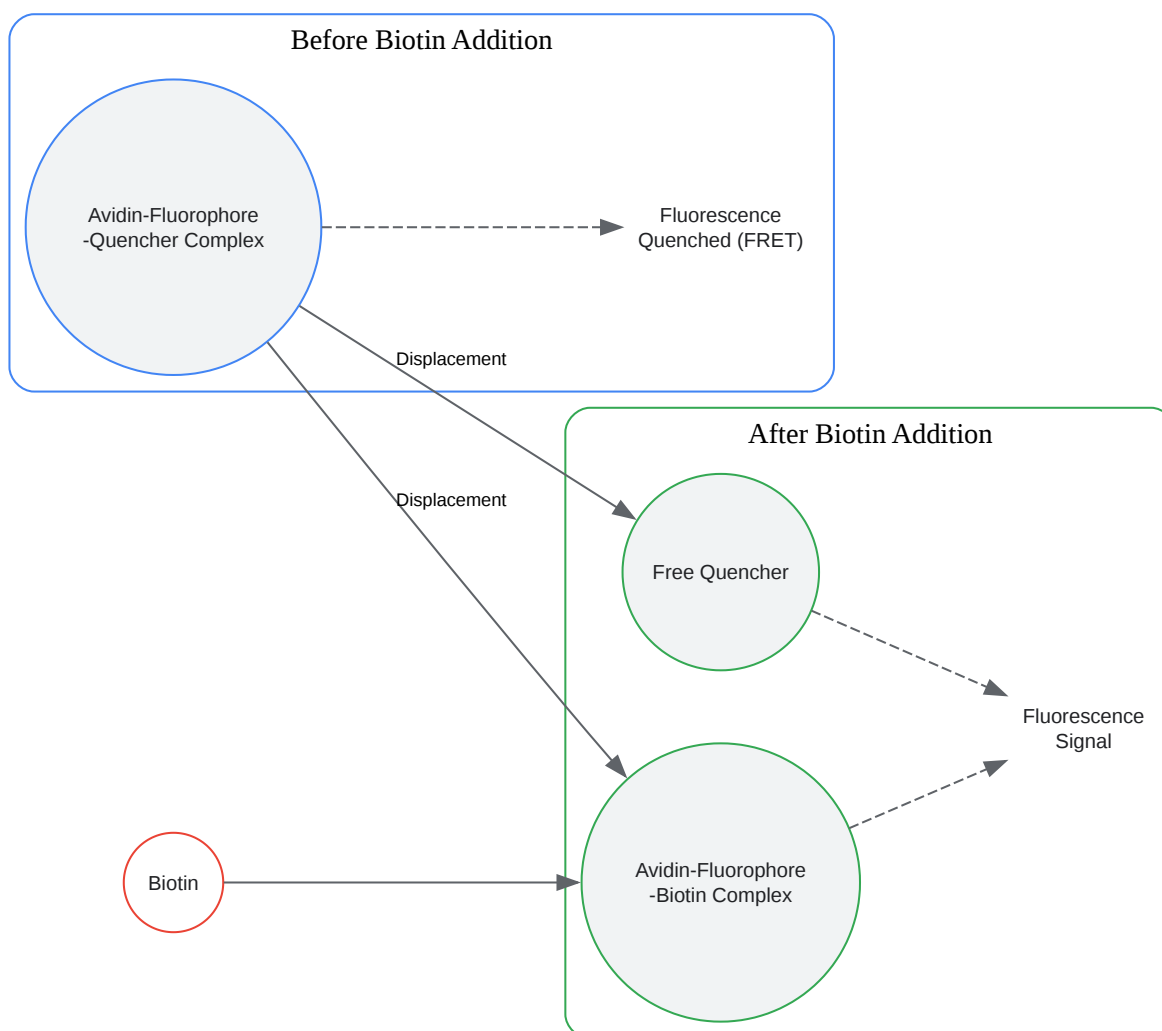 Before Biotin Addition
Avidin-Fluorophore
-Quencher Complex
Fluorescence
Quenched (FRET)
Displacement
After Biotin Addition
Displacement
Free Quencher
Fluorescence
Signal
Biotin
Avidin-Fluorophore
-Biotin Complex